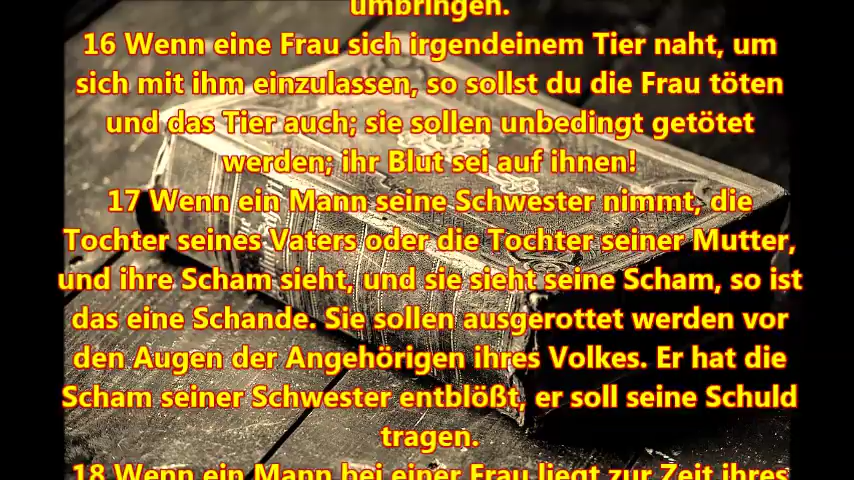 umbringen.
16 Wenn eine Frau sich irgendeinem Tier naht, um
sich mit ihm einzulassen, so sollst du die Frau töten
und das Tier auch; sie sollen unbedingt getötet
werden; ihr Blut sei auf ihnen!
17 Wenn ein Mann seine Schwester nimmt, die
Tochter seines Vaters oder die Tochter seiner Mutter,
und ihre Scham sieht, und sie sieht seine Scham, so ist
das eine Schande. Sie sollen ausgerottet werden vor
den Augen der Angehörigen ihres Volkes. Er hat die
Scham seiner Schwester entblößt, er soll seine Schuld
tragen.
18 Wenn ein Mann bei einer Frau liegt zur Zeit ihres